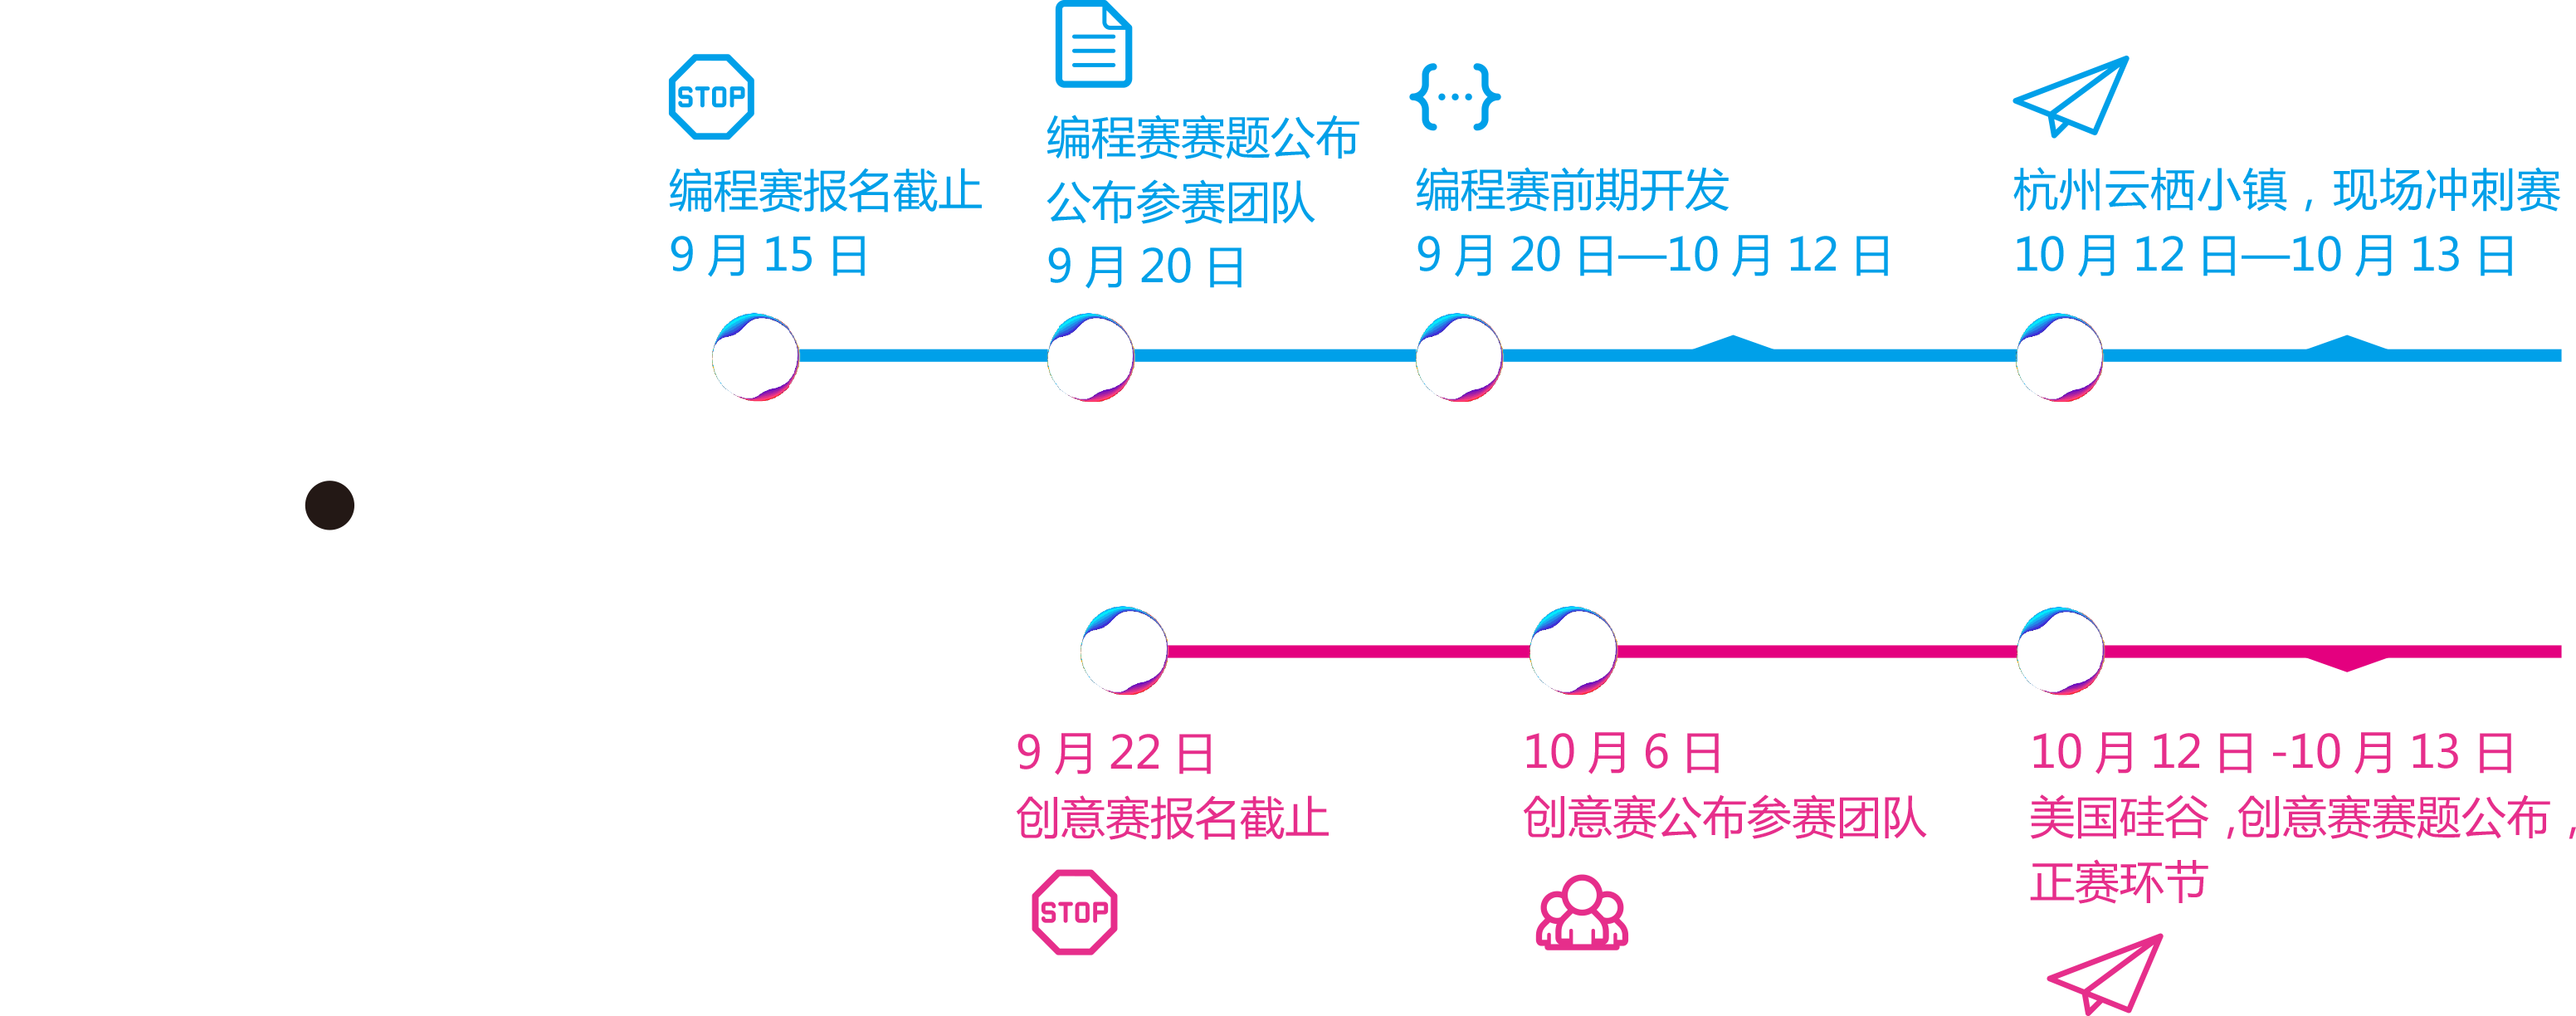 STOP
编程赛报名截止
9 月 15 日
编程赛赛题公布
公布参赛团队
9 月 20 日
编程赛前期开发
9 月 20 日—10 月 12 日
杭州云栖小镇，现场冲刺赛
10 月 12 日—10 月 13 日
9 月 22 日
创意赛报名截止
STOP
10 月 6 日
创意赛公布参赛团队
10 月 12 日 -10 月 13 日
美国硅谷 ,创意赛赛题公布，
正赛环节